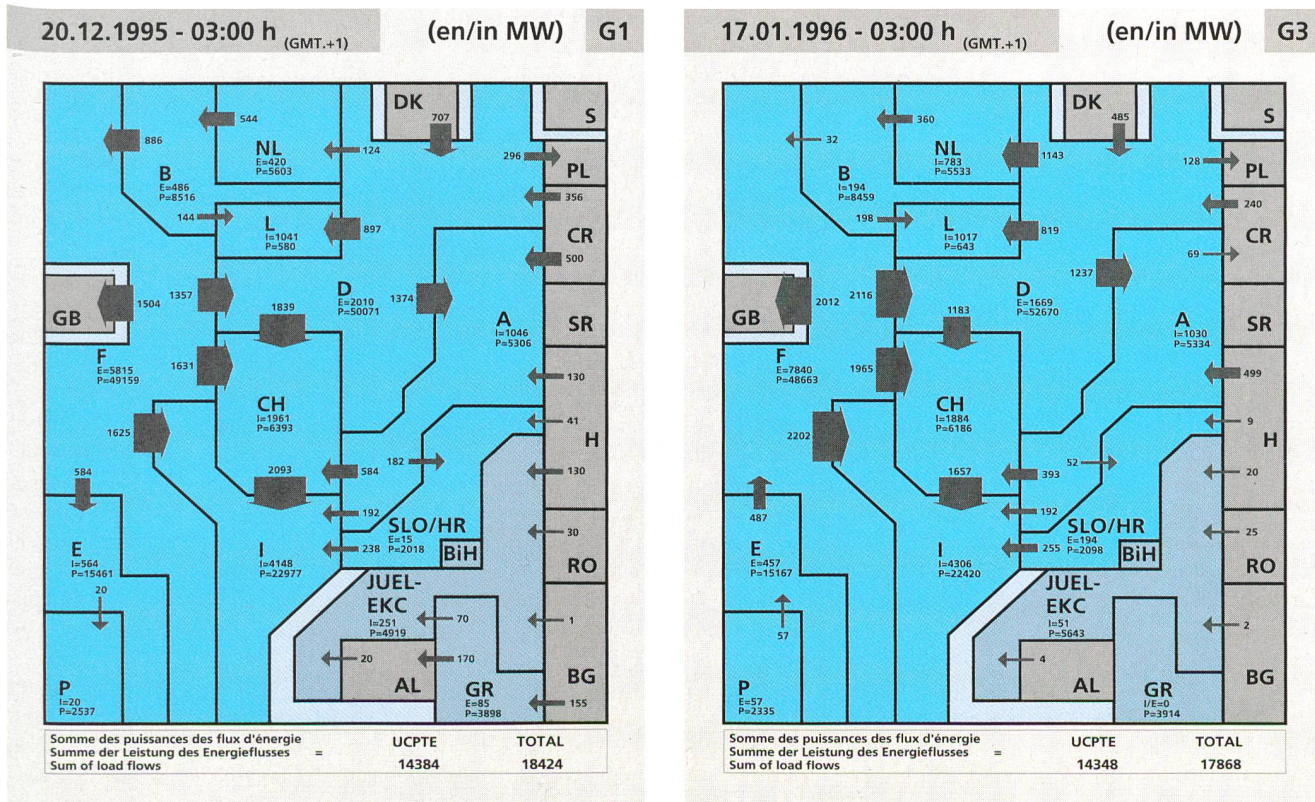 20.12.1995 - 03:00 h (GMT.+1) (en/in MW) G1
DK
707
S
544
886
NL
E=420
P=5603
124
296
PL
B
E=486
P=8516
356
144
L
I=1041
P=580
897
CR
500
1504
GB
1357
1839
D
E=2010
P=50071
1374
A
I=1046
P=5306
SR
F
E=5815
P=49159
1631
130
CH
I=1961
P=6393
1625
41
H
182
584
2093
584
130
192
SLO/HR
E=15
P=2018
30
238
BiH
E
I=564
P=15461
I
I=4148
P=22977
RO
20
JUEL-
EKC
I=251
P=4919
70
1
20
170
P
I=20
P=2537
AL
GR
E=85
P=3898
BG
155
Somme des puissances des flux d'énergie
Summe der Leistung des Energieflusses =
Sum of load flows
UCPTE TOTAL
14384 18424
17.01.1996 - 03:00 h (GMT.+1) (en/in MW) G3
DK
485
S
360
32
NL
I=783
P=5533
1143
128
PL
B
I=194
P=8459
240
198
L
I=1017
P=643
819
CR
69
2012
GB
2116
1183
D
E=1669
P=52670
1237
A
I=1030
P=5334
SR
F
E=7840
P=48663
1965
499
CH
I=1884
P=6186
2202
9
H
52
1657
393
20
487
192
SLO/HR
E=194
P=2098
25
255
BiH
E
E=457
P=15167
I
I=4306
P=22420
RO
57
JUEL-
EKC
I=51
P=5643
2
4
P
E=57
P=2335
AL
GR
I/E=0
P=3914
BG
Somme des puissances des flux d'énergie
Summe der Leistung des Energieflusses =
Sum of load flows
UCPTE TOTAL
14348 17868